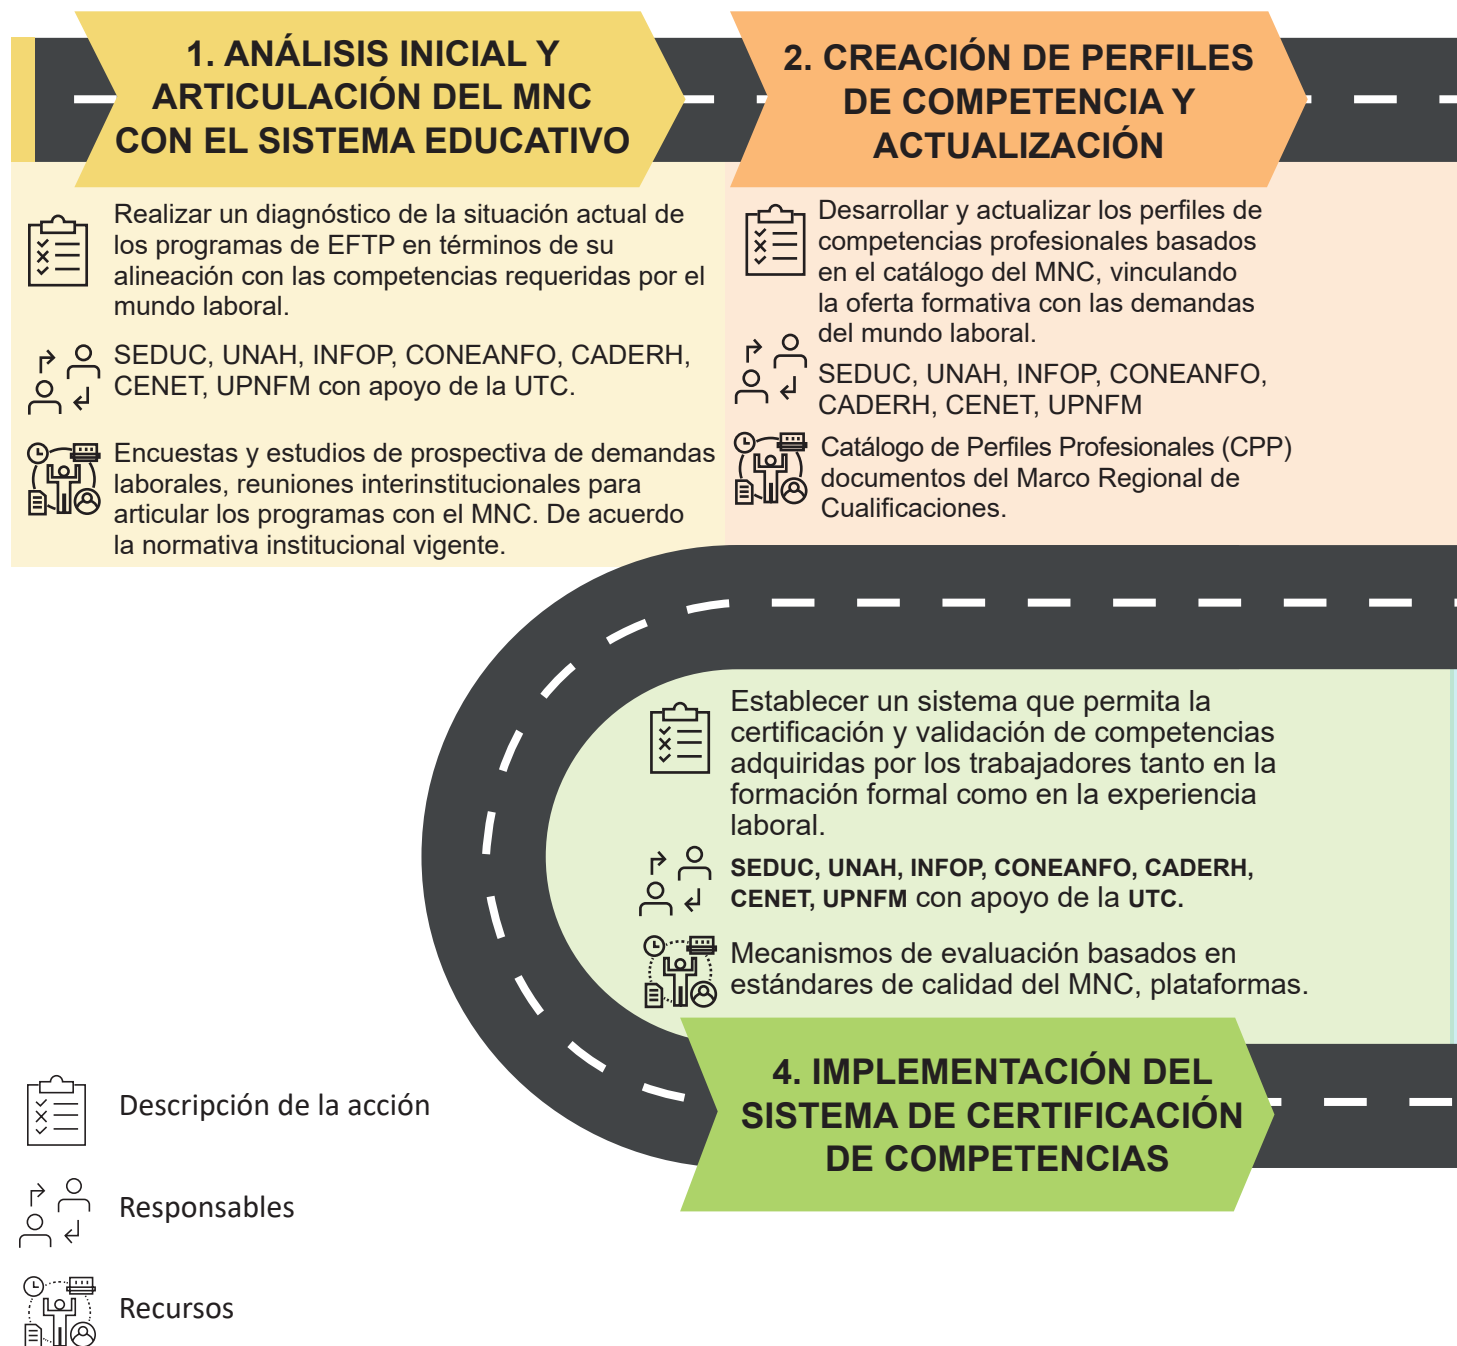 1. ANÁLISIS INICIAL Y
ARTICULACIÓN DEL MNC
CON EL SISTEMA EDUCATIVO
Realizar un diagnóstico de la situación actual de
los programas de EFTP en términos de su
alineación con las competencias requeridas por el
mundo laboral.
SEDUC, UNAH, INFOP, CONEANFO, CADERH,
CENET, UPNFM con apoyo de la UTC.
Encuestas y estudios de prospectiva de demandas
laborales, reuniones interinstitucionales para
articular los programas con el MNC. De acuerdo
la normativa institucional vigente.
2. CREACIÓN DE PERFILES
DE COMPETENCIA Y
ACTUALIZACIÓN
Desarrollar y actualizar los perfiles de
competencias profesionales basados
en el catálogo del MNC, vinculando
la oferta formativa con las demandas
del mundo laboral.
SEDUC, UNAH, INFOP, CONEANFO,
CADERH, CENET, UPNFM
Catálogo de Perfiles Profesionales (CPP)
documentos del Marco Regional de
Cualificaciones.
Establecer un sistema que permita la
certificación y validación de competencias
adquiridas por los trabajadores tanto en la
formación formal como en la experiencia
laboral.
SEDUC, UNAH, INFOP, CONEANFO, CADERH,
CENET, UPNFM con apoyo de la UTC.
Mecanismos de evaluación basados en
estándares de calidad del MNC, plataformas.
4. IMPLEMENTACIÓN DEL
SISTEMA DE CERTIFICACIÓN
DE COMPETENCIAS
Descripción de la acción
Responsables
Recursos